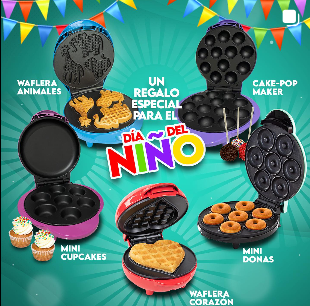 WAFLERA
ANIMALES
UN
REGALO
ESPECIAL
PARA EL
DÍA DEL
NIÑO
CAKE-POP
MAKER
MINI
CUPCAKES
MINI
DONAS
WAFLERA
CORAZÓN